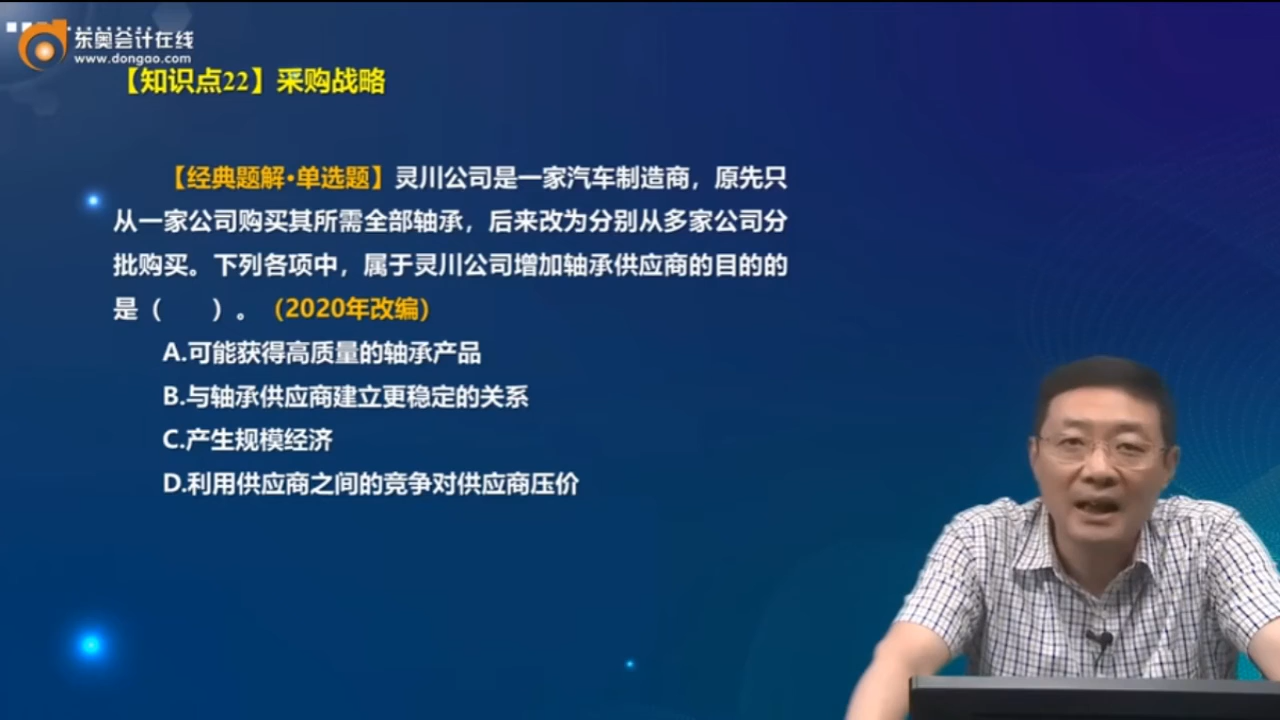 东奥会计在线
www.dongao.com
【知识点22】采购战略
【经典题解·单选题】灵川公司是一家汽车制造商，原先只
从一家公司购买其所需全部轴承，后来改为分别从多家公司分
批购买。下列各项中，属于灵川公司增加轴承供应商的目的的
是（　　）。（2020年改编）
A.可能获得高质量的轴承产品
B.与轴承供应商建立更稳定的关系
C.产生规模经济
D.利用供应商之间的竞争对供应商压价